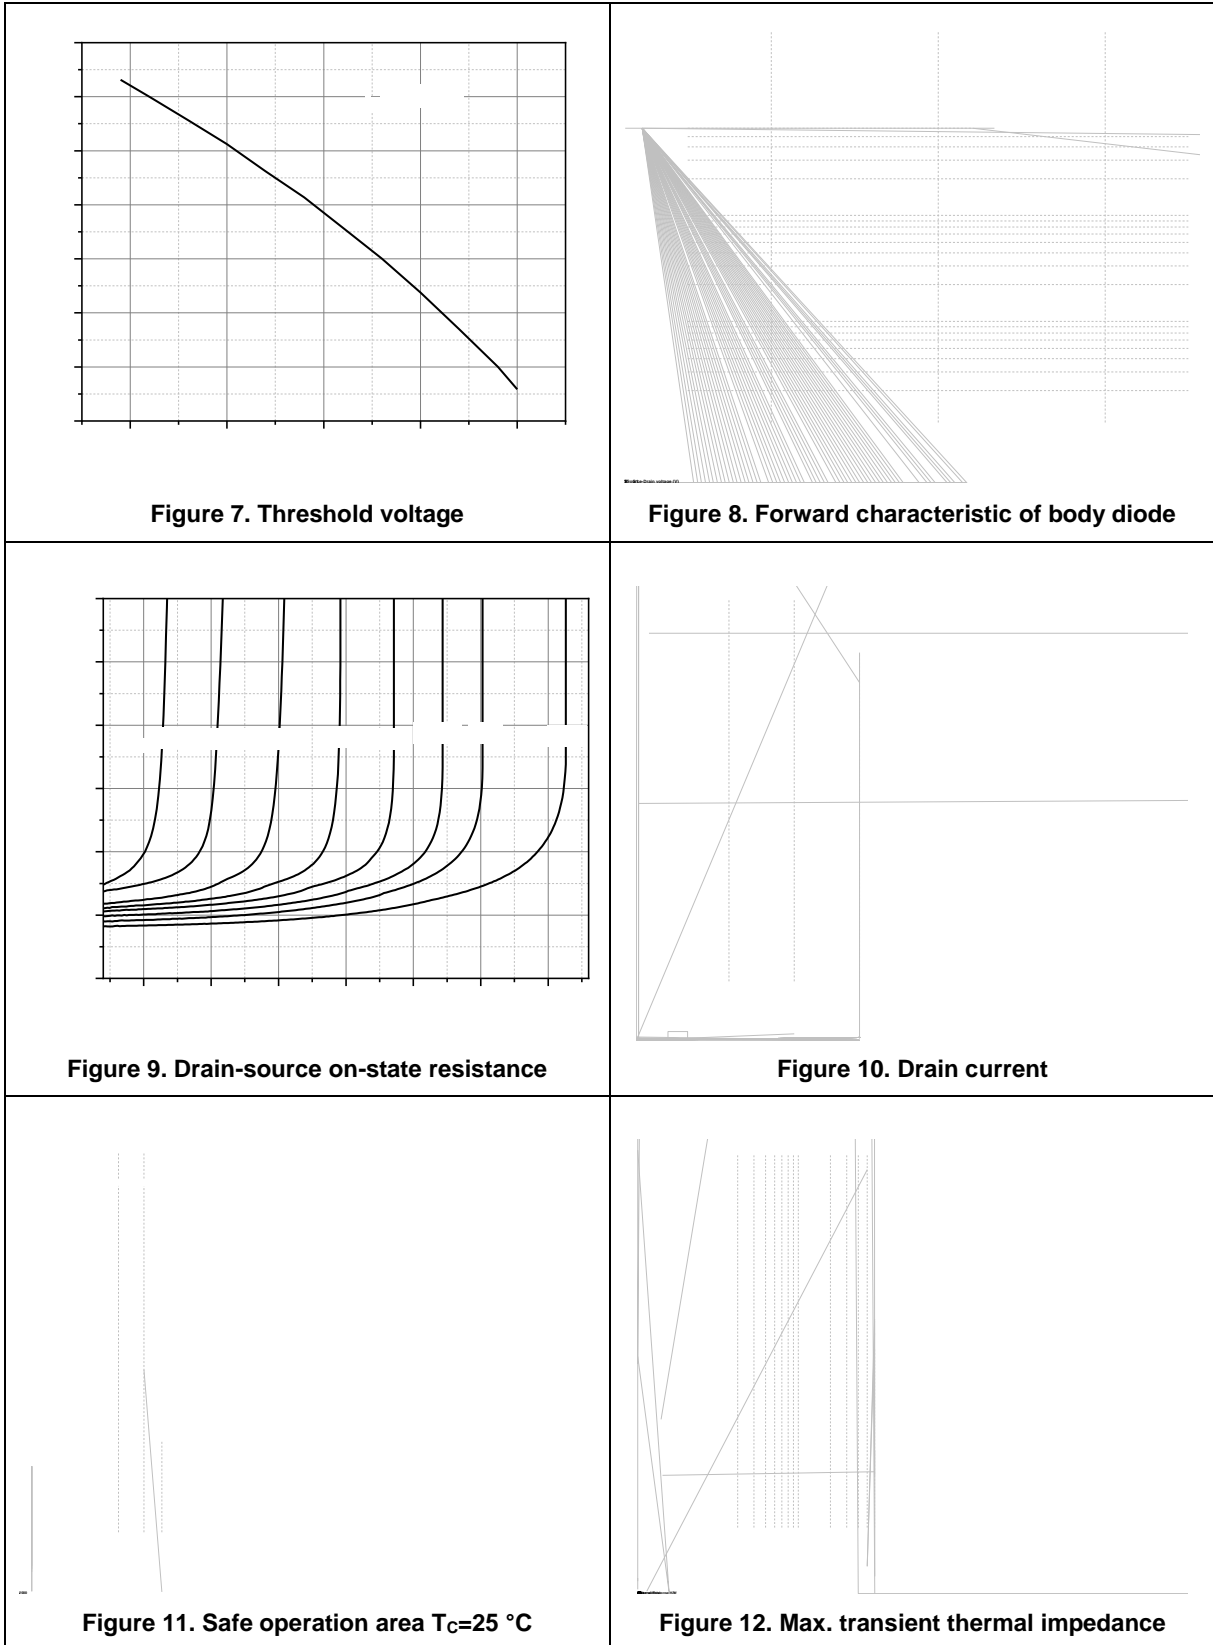 Figure 7. Threshold voltage
Figure 8. Forward characteristic of body diode
Figure 9. Drain-source on-state resistance
Figure 10. Drain current
Figure 11. Safe operation area TC=25 °C
Figure 12. Max. transient thermal impedance